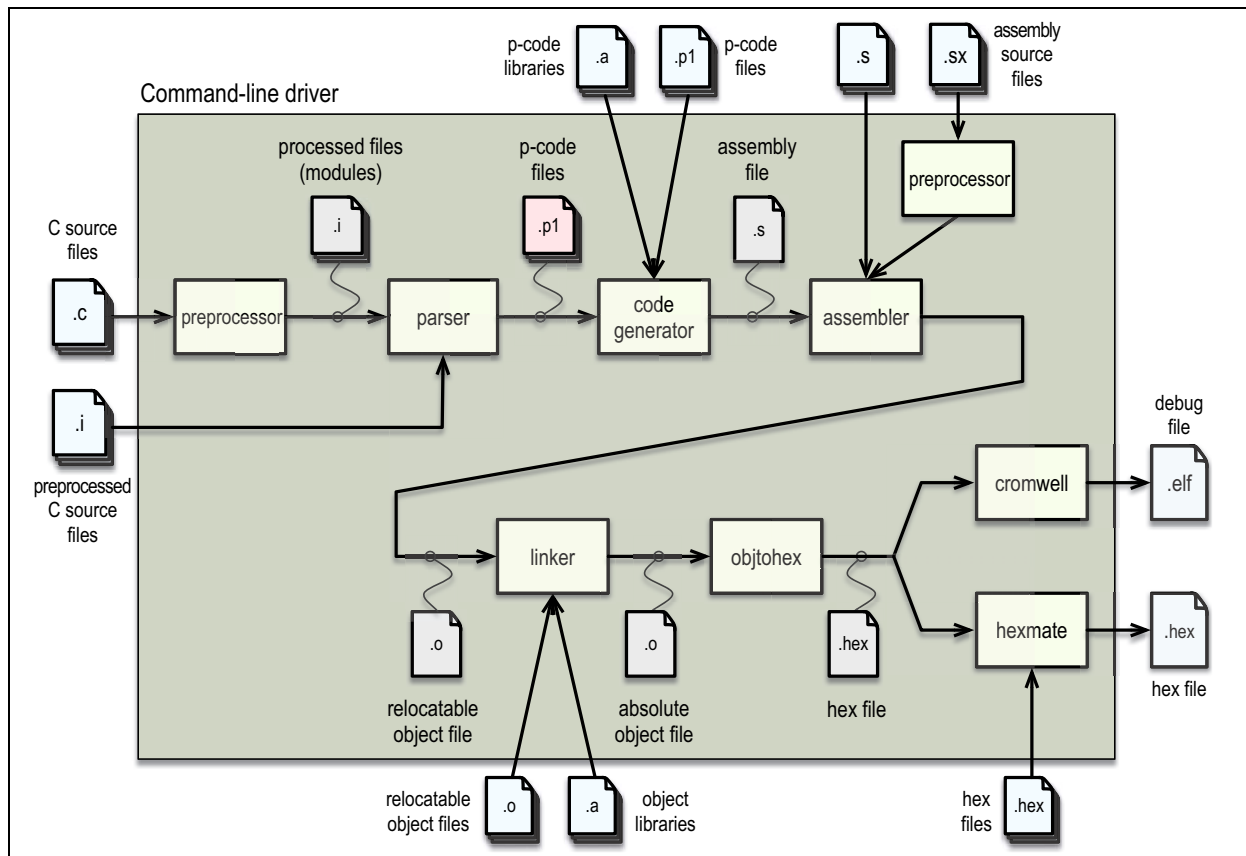 p-code
libraries
.a
.p1
p-code
files
.s
.sx
assembly
source
files
Command-line driver
processed files
(modules)
p-code
files
assembly
file
preprocessor
.i
.p1
.s
C source
files
.c
preprocessor
parser
code
generator
assembler
.i
preprocessed
C source
files
debug
file
cromwell
.elf
linker
objtohex
hexmate
.hex
hex file
.o
.o
.hex
relocatable
object file
absolute
object file
hex file
relocatable
object files
.o
.a
object
libraries
hex
files
.hex